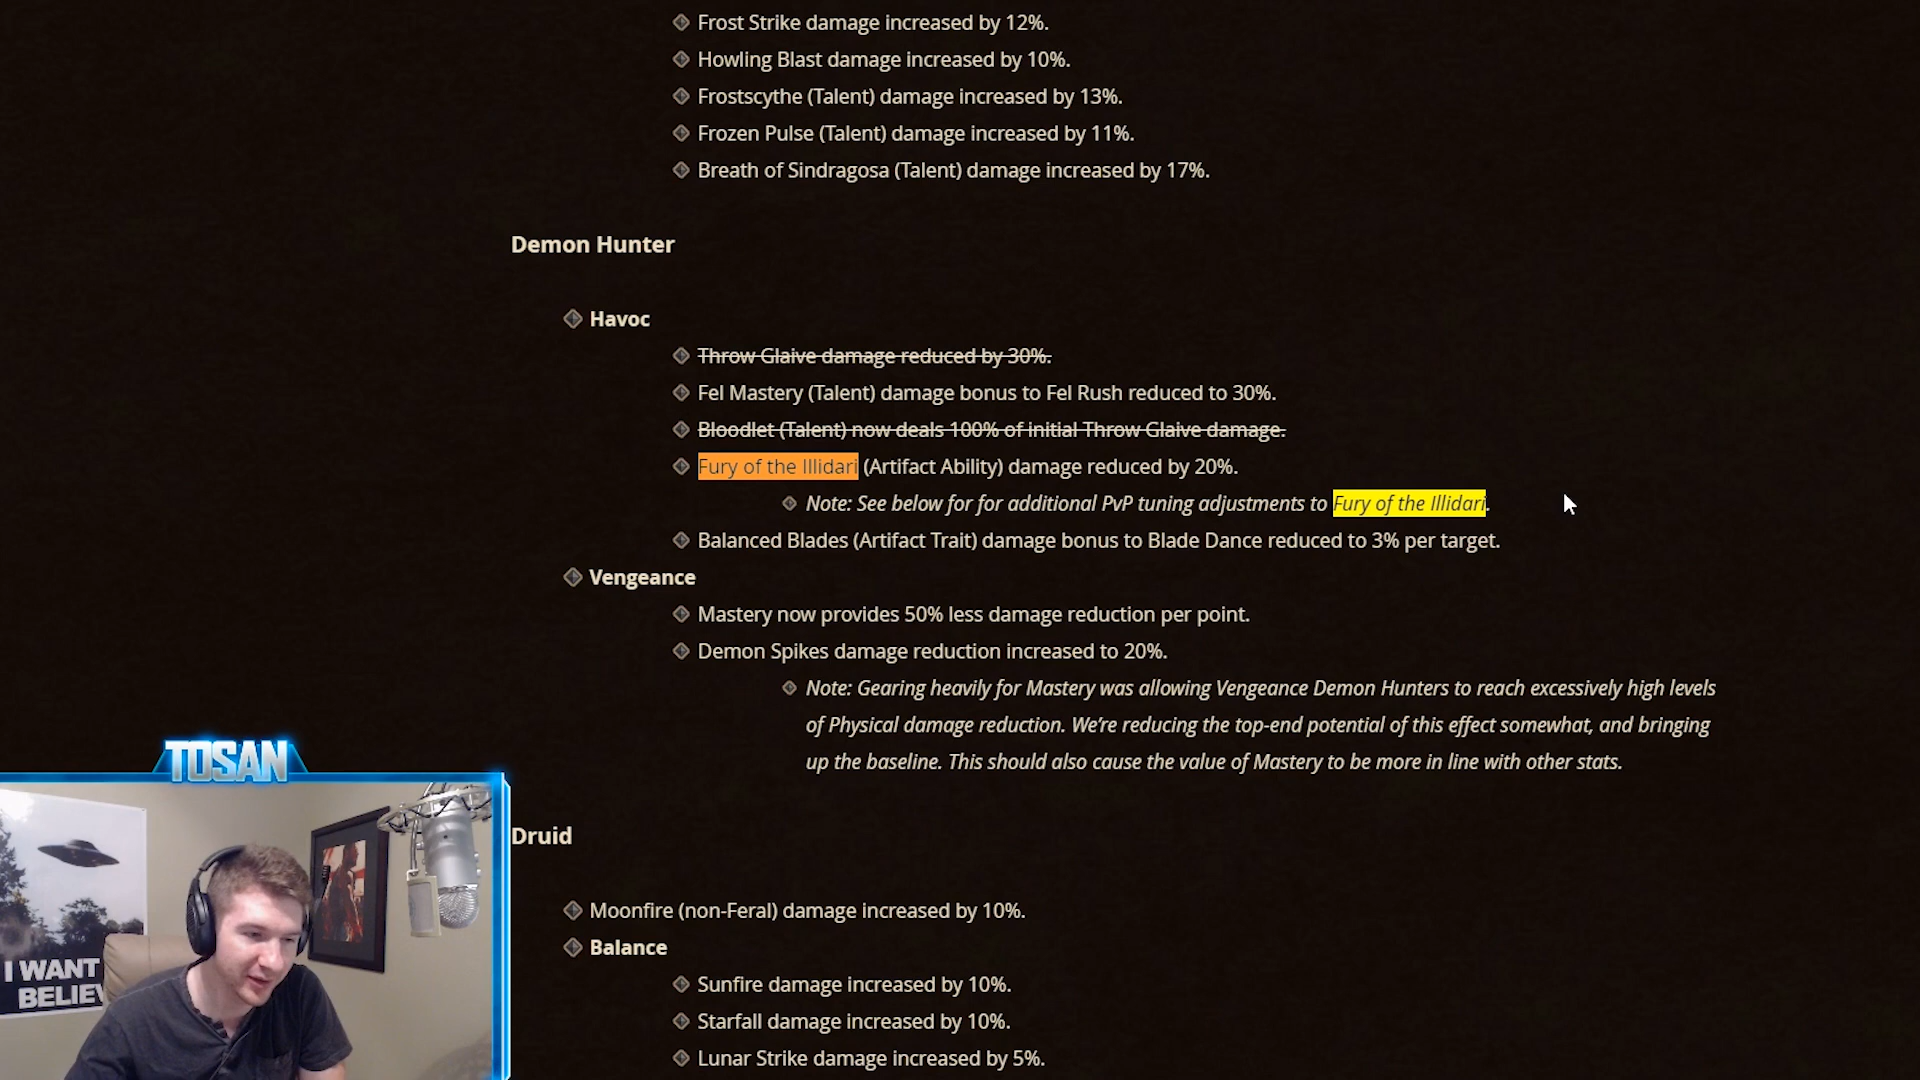 Frost Strike damage increased by 12%.
Howling Blast damage increased by 10%.
Frostscythe (Talent) damage increased by 13%.
Frozen Pulse (Talent) damage increased by 11%.
Breath of Sindragosa (Talent) damage increased by 17%.
Demon Hunter
Havoc
Throw Glaive damage reduced by 30%.
Fel Mastery (Talent) damage bonus to Fel Rush reduced to 30%.
Bloodlet (Talent) now deals 100% of initial Throw Glaive damage.
Fury of the Illidari (Artifact Ability) damage reduced by 20%.
Note: See below for for additional PvP tuning adjustments to Fury of the Illidari.
Balanced Blades (Artifact Trait) damage bonus to Blade Dance reduced to 3% per target.
Vengeance
Mastery now provides 50% less damage reduction per point.
Demon Spikes damage reduction increased to 20%.
Note: Gearing heavily for Mastery was allowing Vengeance Demon Hunters to reach excessively high levels
of Physical damage reduction. We're reducing the top-end potential of this effect somewhat, and bringing
up the baseline. This should also cause the value of Mastery to be more in line with other stats.
Druid
Moonfire (non-Feral) damage increased by 10%.
Balance
Sunfire damage increased by 10%.
Starfall damage increased by 10%.
Lunar Strike damage increased by 5%.
TOSAN
I WANT
BELIEV